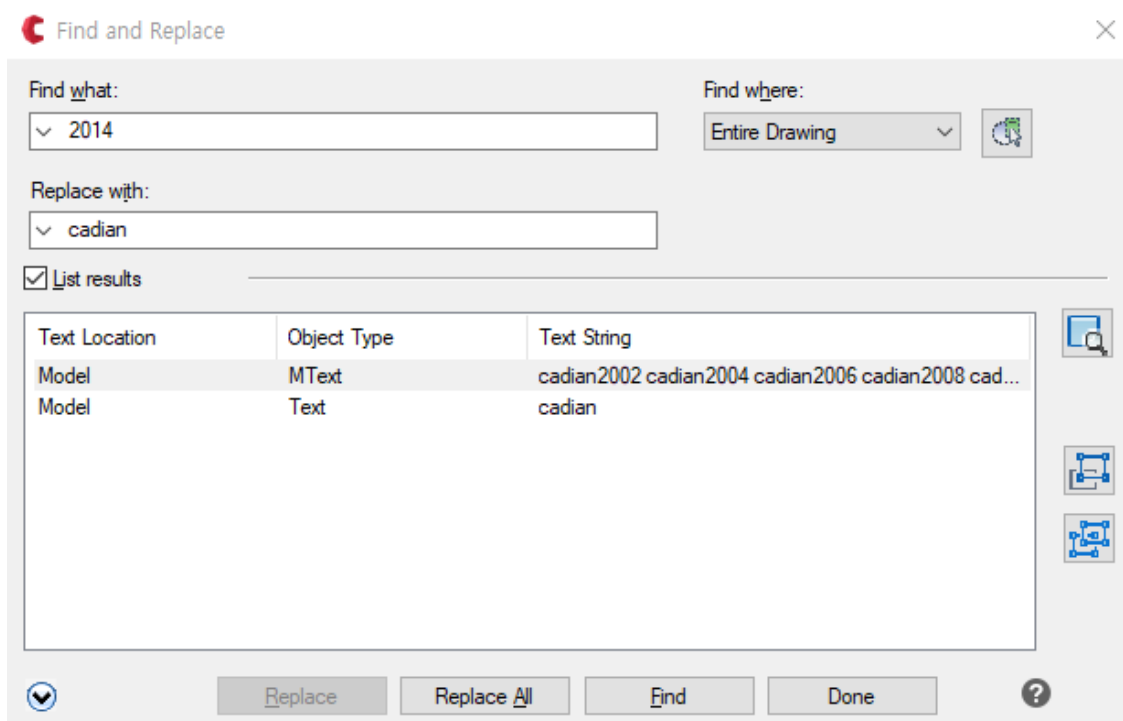 Find and Replace
Find what:
Find where:
2014
Entire Drawing
Replace with:
cadian
List results
Text Location Object Type Text String
Model MText cadian2002 cadian2004 cadian2006 cadian2008 cad...
Model Text cadian
Replace Replace All Find Done ?